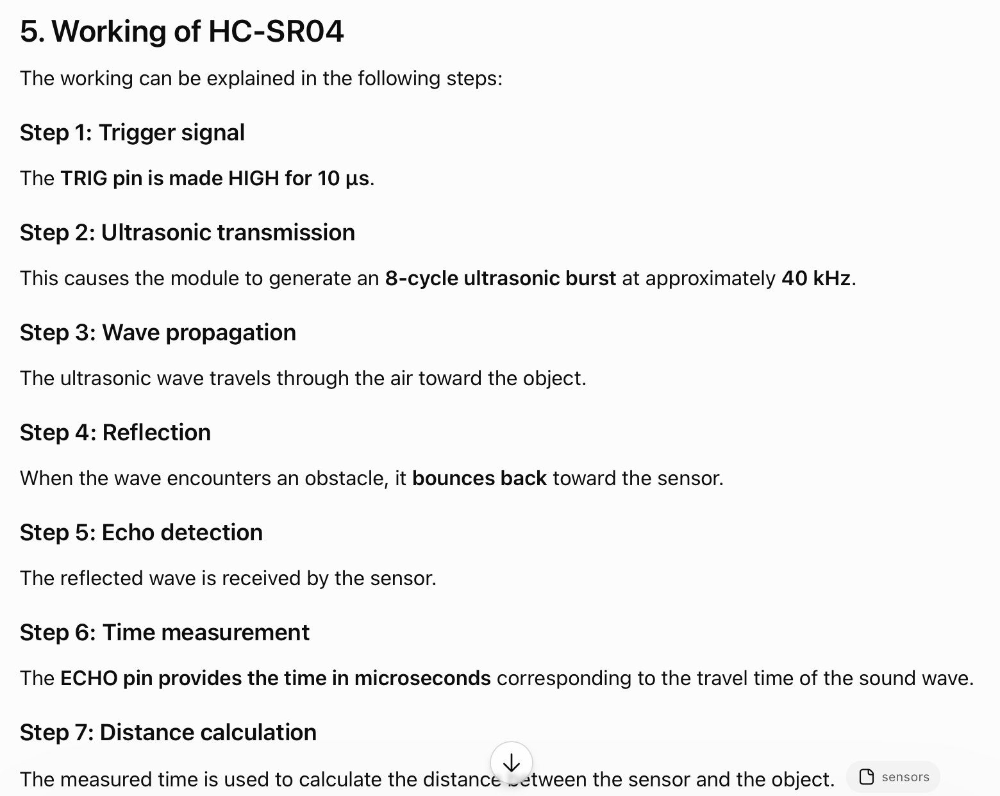 5. Working of HC-SR04
The working can be explained in the following steps:
Step 1: Trigger signal
The TRIG pin is made HIGH for 10 µs.
Step 2: Ultrasonic transmission
This causes the module to generate an 8-cycle ultrasonic burst at approximately 40 kHz.
Step 3: Wave propagation
The ultrasonic wave travels through the air toward the object.
Step 4: Reflection
When the wave encounters an obstacle, it bounces back toward the sensor.
Step 5: Echo detection
The reflected wave is received by the sensor.
Step 6: Time measurement
The ECHO pin provides the time in microseconds corresponding to the travel time of the sound wave.
Step 7: Distance calculation
The measured time is used to calculate the distance between the sensor and the object. sensors